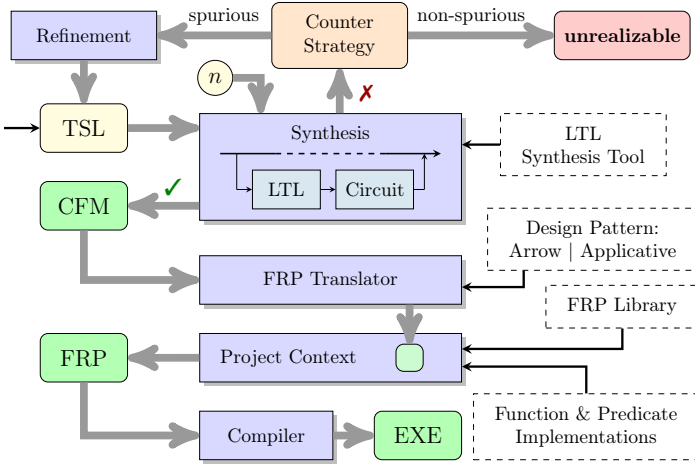 Refinement
spurious
Counter
Strategy
non-spurious
unrealizable
n
✗
TSL
Synthesis
LTL
Circuit
LTL
Synthesis Tool
✓
CFM
Design Pattern:
Arrow | Applicative
FRP Translator
FRP Library
FRP
Project Context
Function & Predicate
Implementations
Compiler
EXE